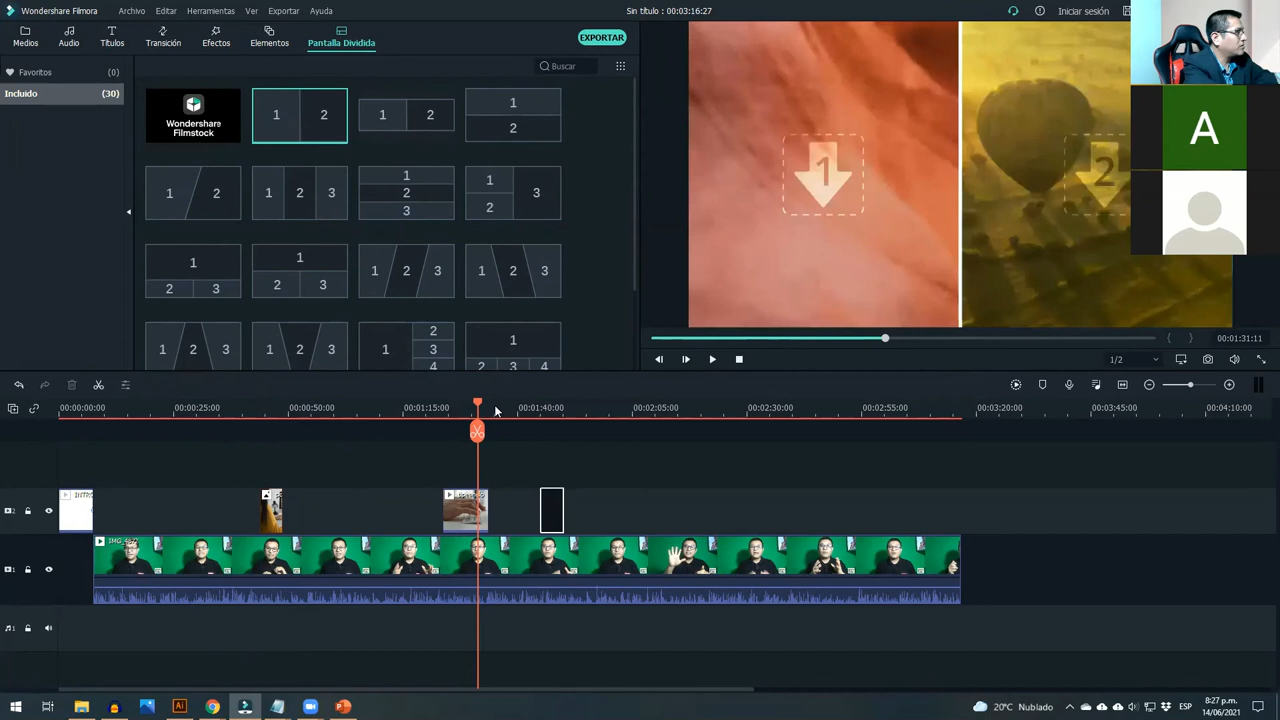 Wondershare Filmora
Archivo Editar Herramientas Ver Exportar Ayuda
Sin título : 00:03:16:27
Iniciar sesión
Medios Audio Títulos Transición Efectos Elementos Pantalla Dividida
EXPORTAR
Favoritos (0)
Buscar
Incluido (30)
Wondershare
Filmstock
1 2
1 2
1
2
1 2
1 2 3
1
2
3
1
2
3
1
2 3
1
2 3
1 2 3
1 2 3
1 2 3
1 2 3
1
2
3
4
1
2 3 4
1
2
A
00:01:31:11
1/2
00:00:00:00 00:00:25:00 00:00:50:00 00:01:15:00 00:01:40:00 00:02:05:00 00:02:30:00 00:02:55:00 00:03:20:00 00:03:45:00 00:04:10:00
2
1
IMG_4672
1
Ai
20°C Nublado
ESP
8:27 p.m.
14/06/2021